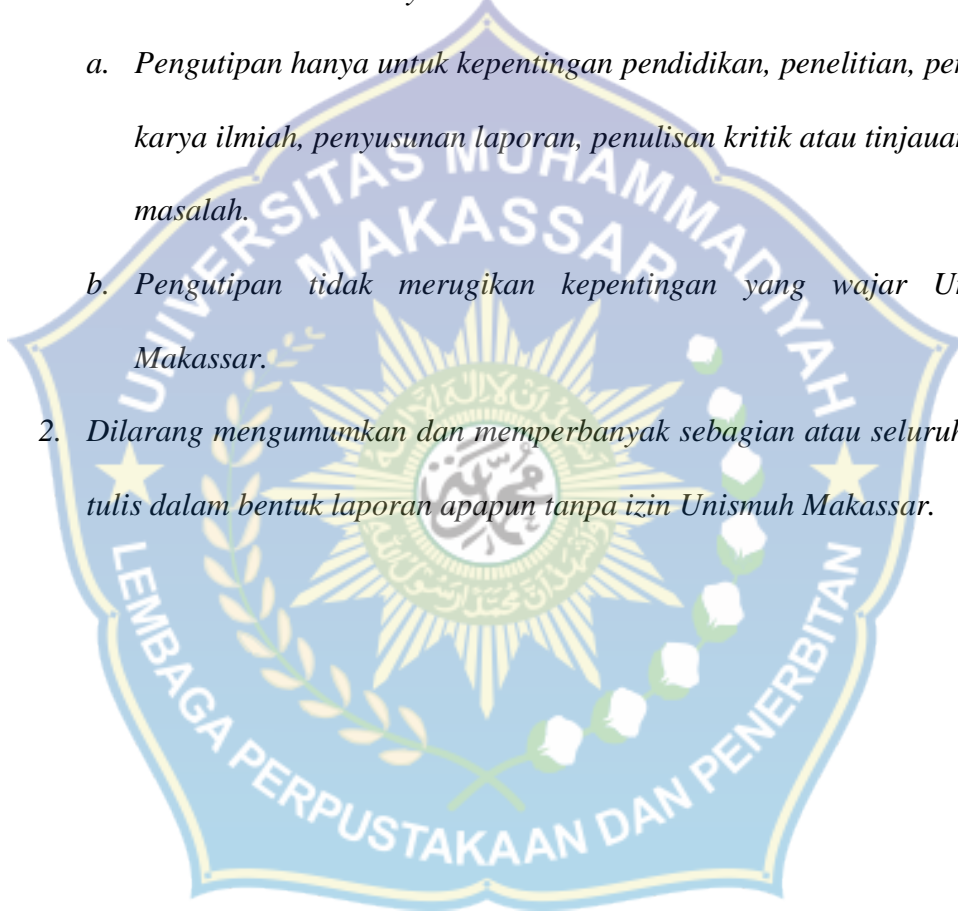 a. Pengutipan hanya untuk kepentingan pendidikan, penelitian,
karya ilmiah, penyusunan laporan, penulisan kritik atau
masalah.
b. Pengutipan tidak merugikan kepentingan yang wajar
Makassar.
2. Dilarang mengumumkan dan memperbanyak sebagian atau
tulis dalam bentuk laporan apapun tanpa izin Unismuh Makassar.
UNIVERSITAS MUHAMMADIYAH
MAKASSAR
LEMBAGA PERPUSTAKAAN DAN PENERBITAN